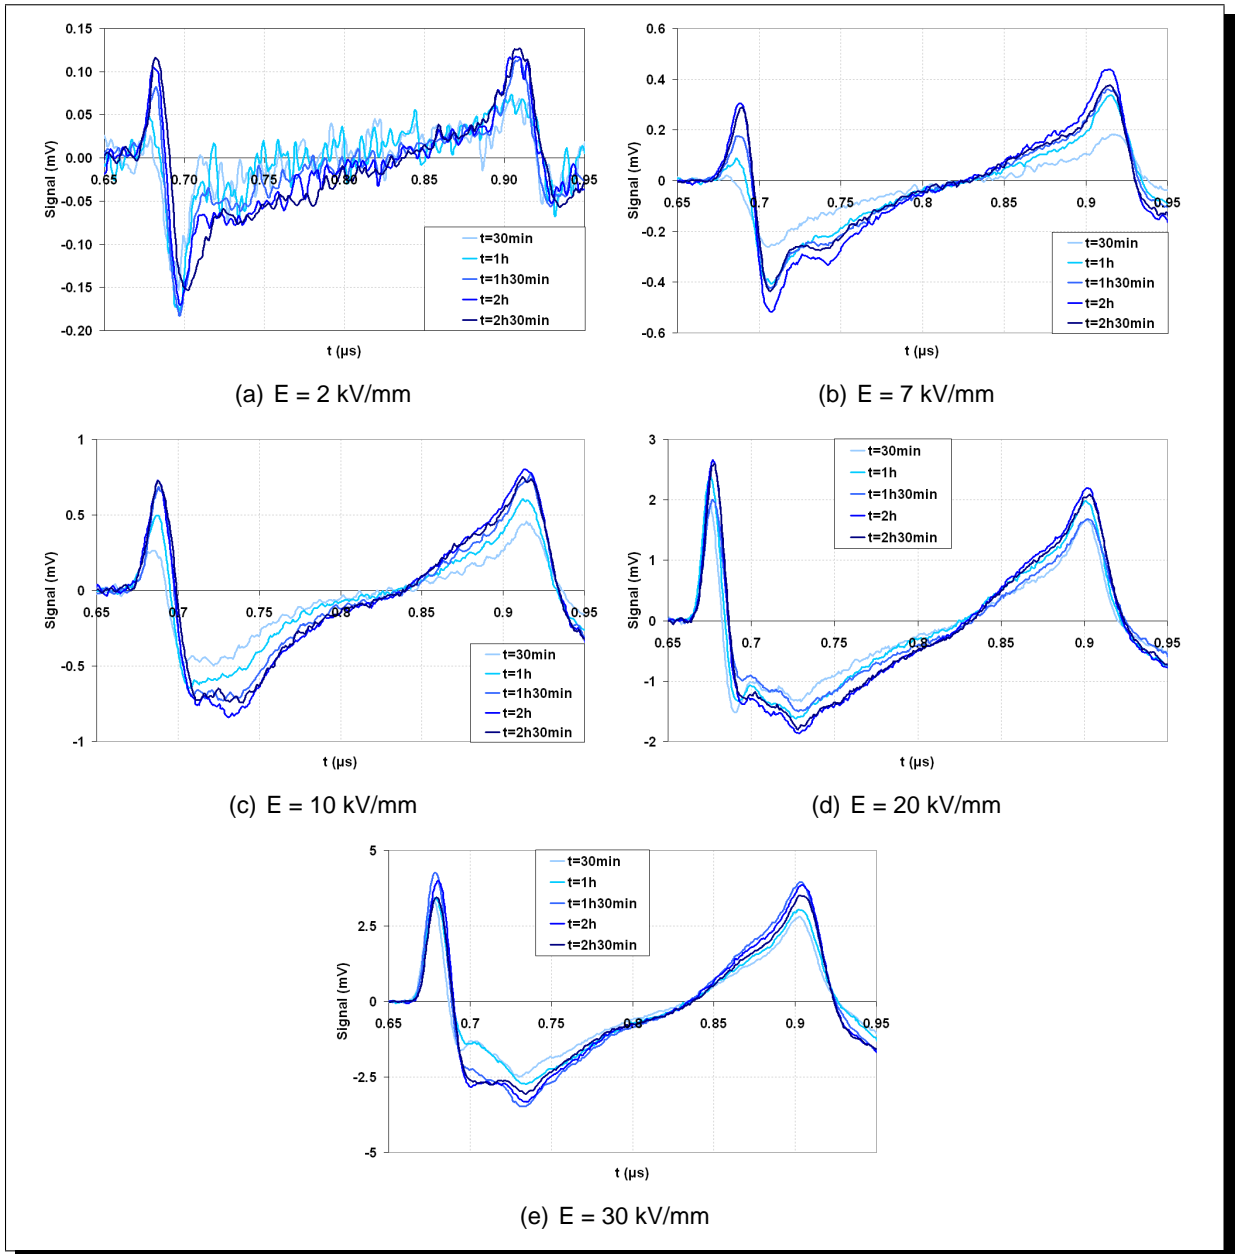 0.15
0.10
0.05
0.00
-0.05
-0.10
-0.15
-0.20
Signal (mV)
0.65 0.70 0.75 0.80 0.85 0.90 0.95
t=30min
t=1h
t=1h30min
t=2h
t=2h30min
t (µs)
(a) E = 2 kV/mm
0.6
0.4
0.2
0
-0.2
-0.4
-0.6
Signal (mV)
0.65 0.7 0.75 0.8 0.85 0.9 0.95
t=30min
t=1h
t=1h30min
t=2h
t=2h30min
t (µs)
(b) E = 7 kV/mm
1
0.5
0
-0.5
-1
Signal (mV)
0.65 0.7 0.75 0.8 0.85 0.9 0.95
t=30min
t=1h
t=1h30min
t=2h
t=2h30min
t (µs)
(c) E = 10 kV/mm
3
2
1
0
-1
-2
Signal (mV)
t=30min
t=1h
t=1h30min
t=2h
t=2h30min
0.65 0.7 0.75 0.8 0.85 0.9 0.95
t (µs)
(d) E = 20 kV/mm
5
2.5
0
-2.5
-5
Signal (mV)
t=30min
t=1h
t=1h30min
t=2h
t=2h30min
0.65 0.7 0.75 0.8 0.85 0.9 0.95
t (µs)
(e) E = 30 kV/mm